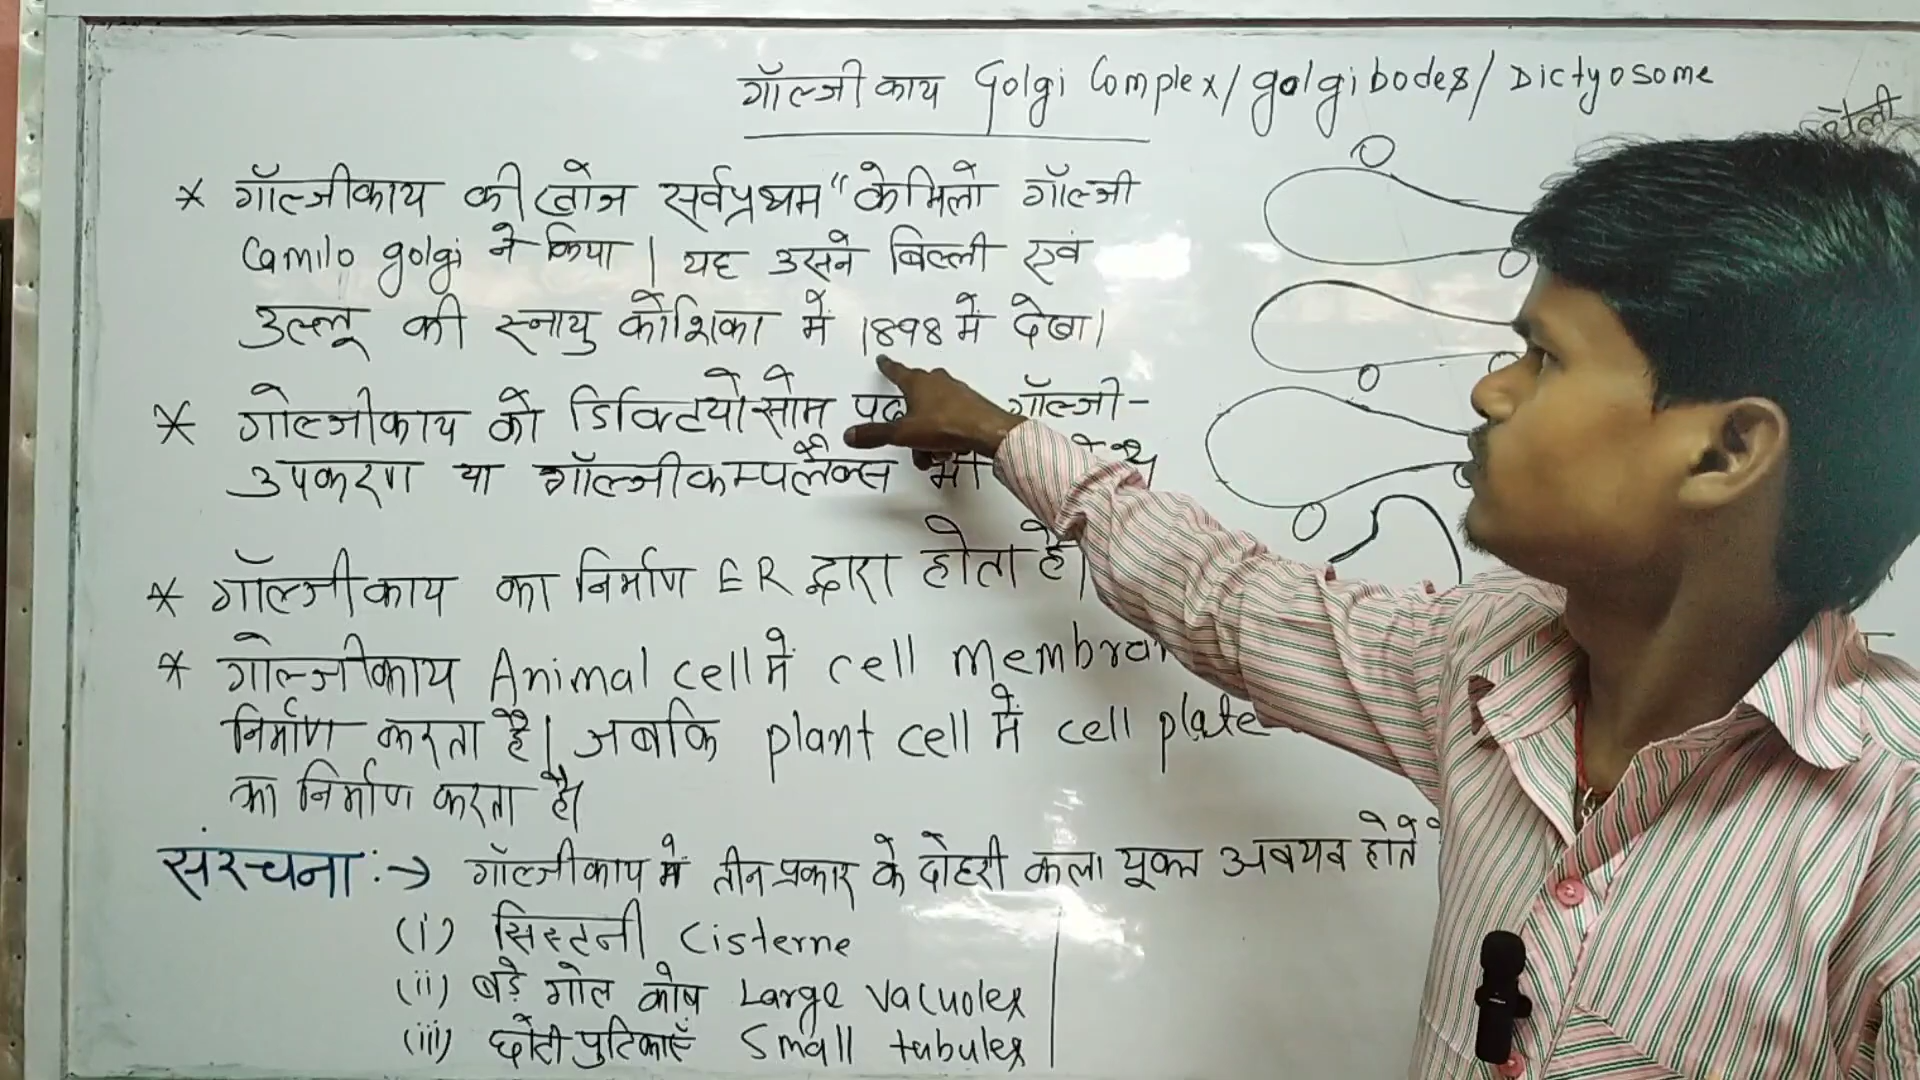 गॉल्जीकाय Golgi Complex/golgibodes/Dictyosome
थैली
* गॉल्जीकाय की खोज सर्वप्रथम "केमिलो गॉल्जी
Camilo golgi ने किया। यह उसने बिल्ली एवं
उल्लू की स्नायु कोशिका में 1898 में देखा।
* गोल्जीकाय को डिक्टियोसोम गॉल्जी-
उपकरण या गॉल्जीकम्पलैक्स भी
* गॉल्जीकाय का निर्माण ER द्वारा होता है।
* गोल्जीकाय Animal cell में cell
निर्माण करता है। जबकि plant cell में cell plate
का निर्माण करता है।
संरचना :→ गॉल्जीकाय में तीन प्रकार के दोहरी कला यूक्त अवयव होते
(i) सिस्टनी Cisterne
(ii) बड़े गोल कोष Large Vacuoles
(iii) छोटी पुटिकाएँ Small tubules